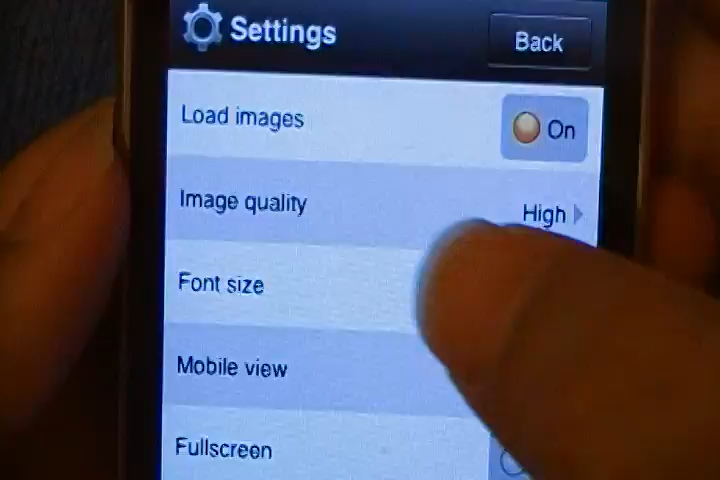 Settings
Back
Load images
On
Image quality
High
Font size
Mobile view
Fullscreen